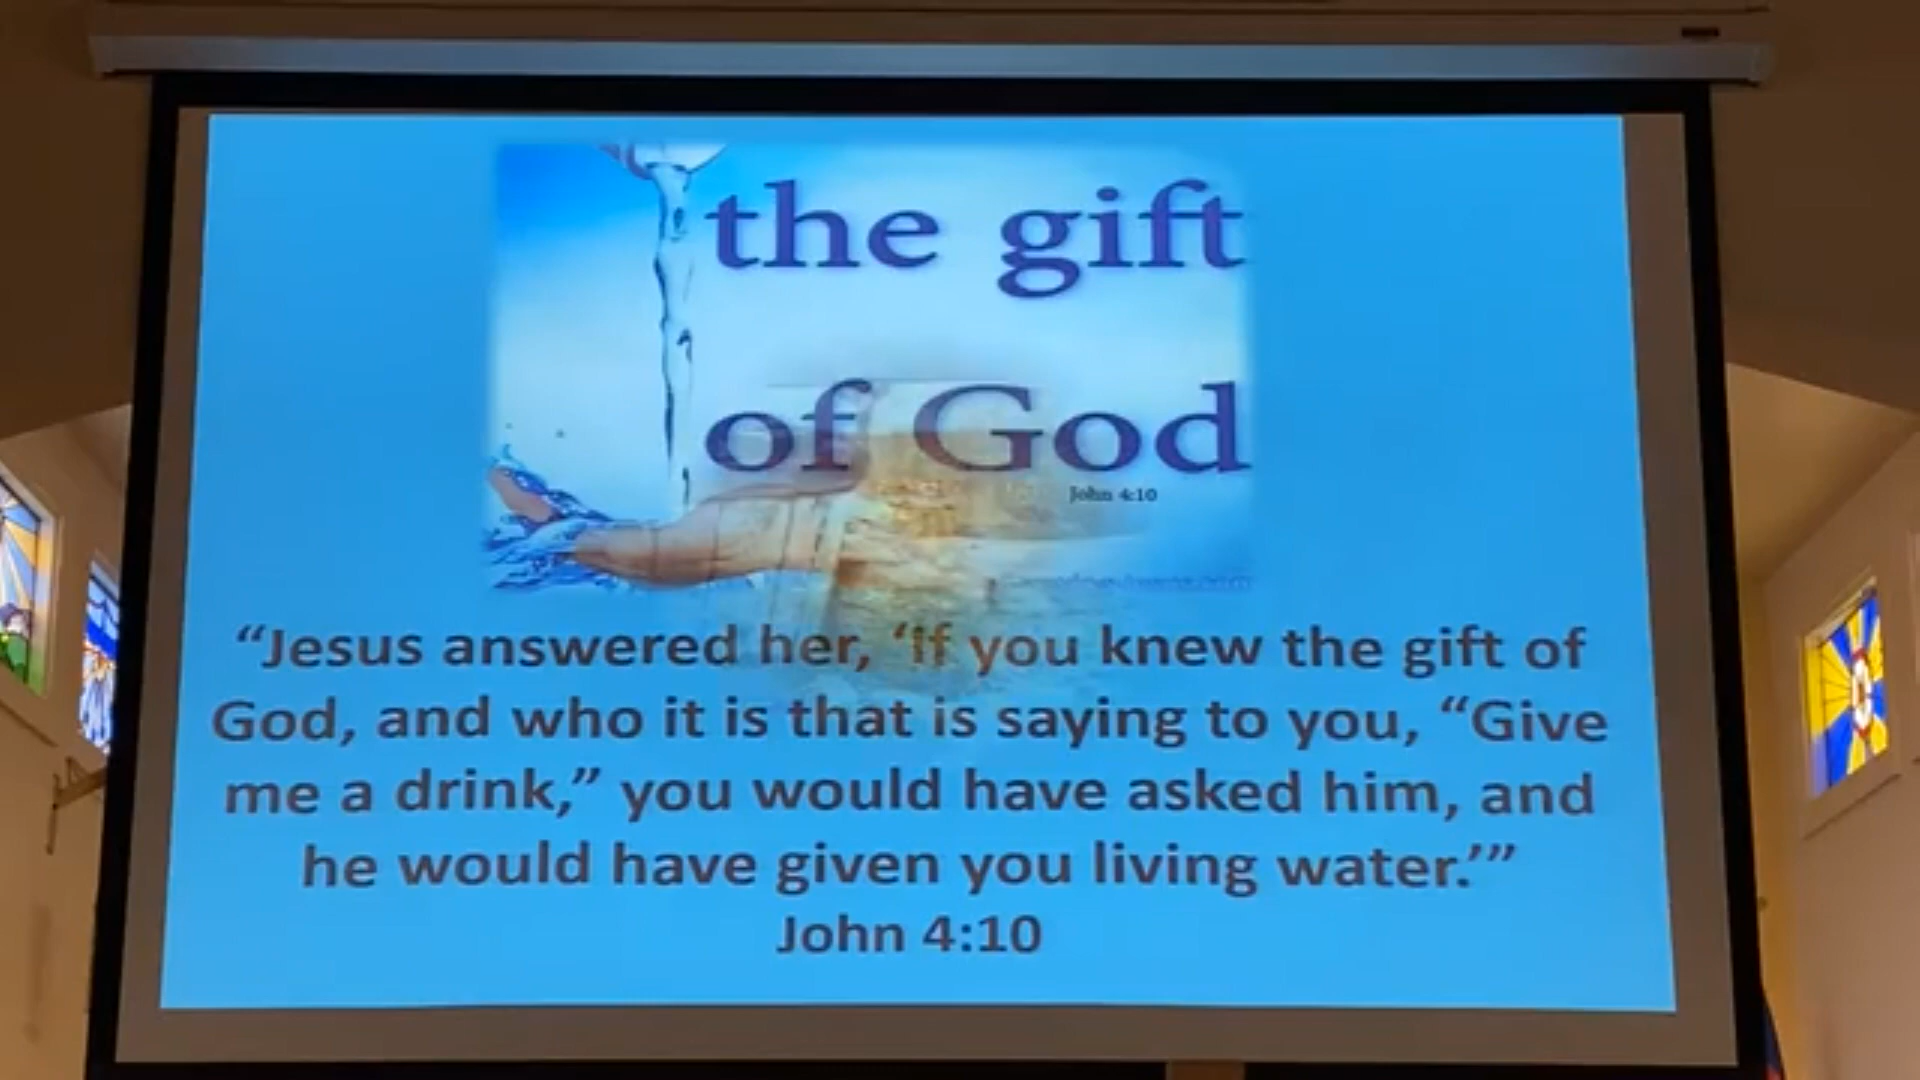 the gift
of God
John 4:10
“Jesus answered her, ‘If you knew the gift of
God, and who it is that is saying to you, “Give
me a drink,” you would have asked him, and
he would have given you living water.’”
John 4:10